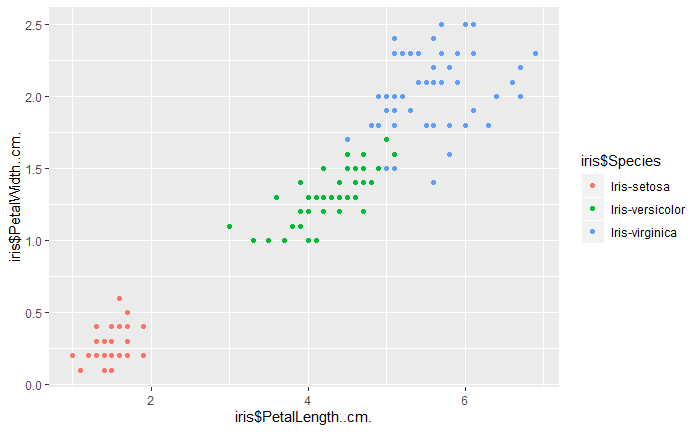 2.5
2.0
1.5
1.0
0.5
0.0
iris$PetalWidth..cm.
2
4
6
iris$PetalLength..cm.
iris$Species
Iris-setosa
Iris-versicolor
Iris-virginica